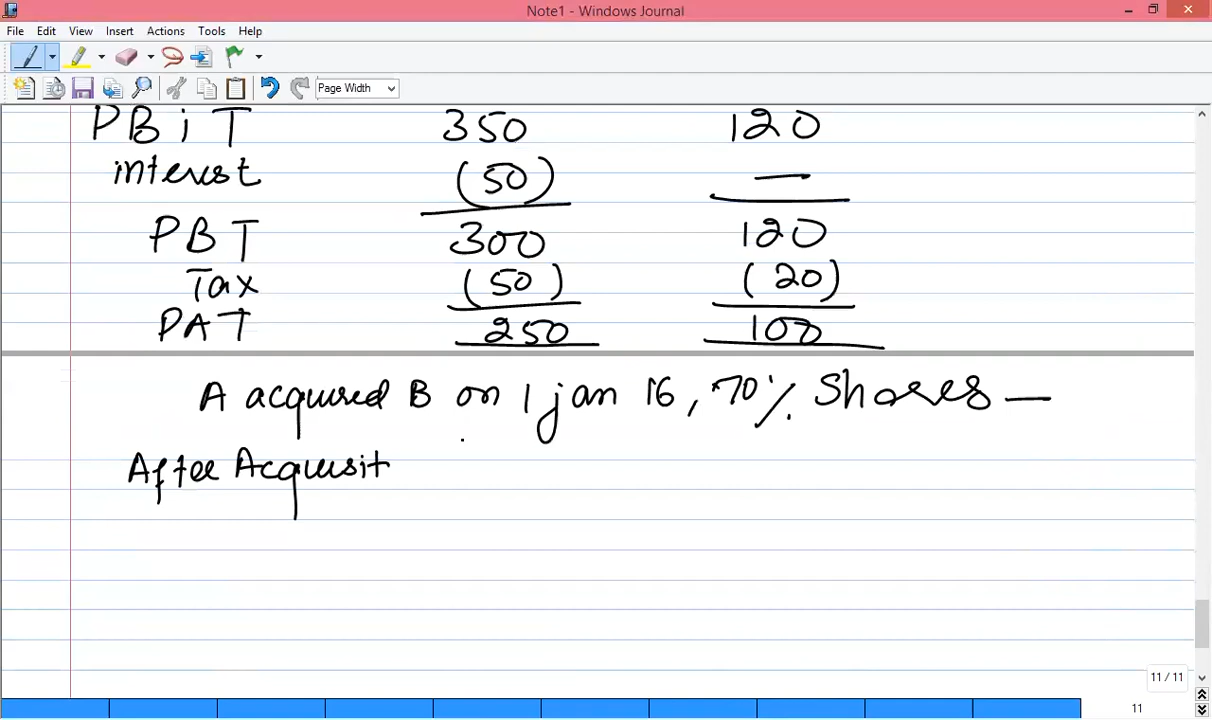 Note1 - Windows Journal
File Edit View Insert Actions Tools Help
Page Width
PBiT 350 120
interest (50) —
PBT 300 120
Tax (50) (20)
PAT 250 100
A acquired B on 1 jan 16, 70% Shares —
After Acquisit
11 / 11
11